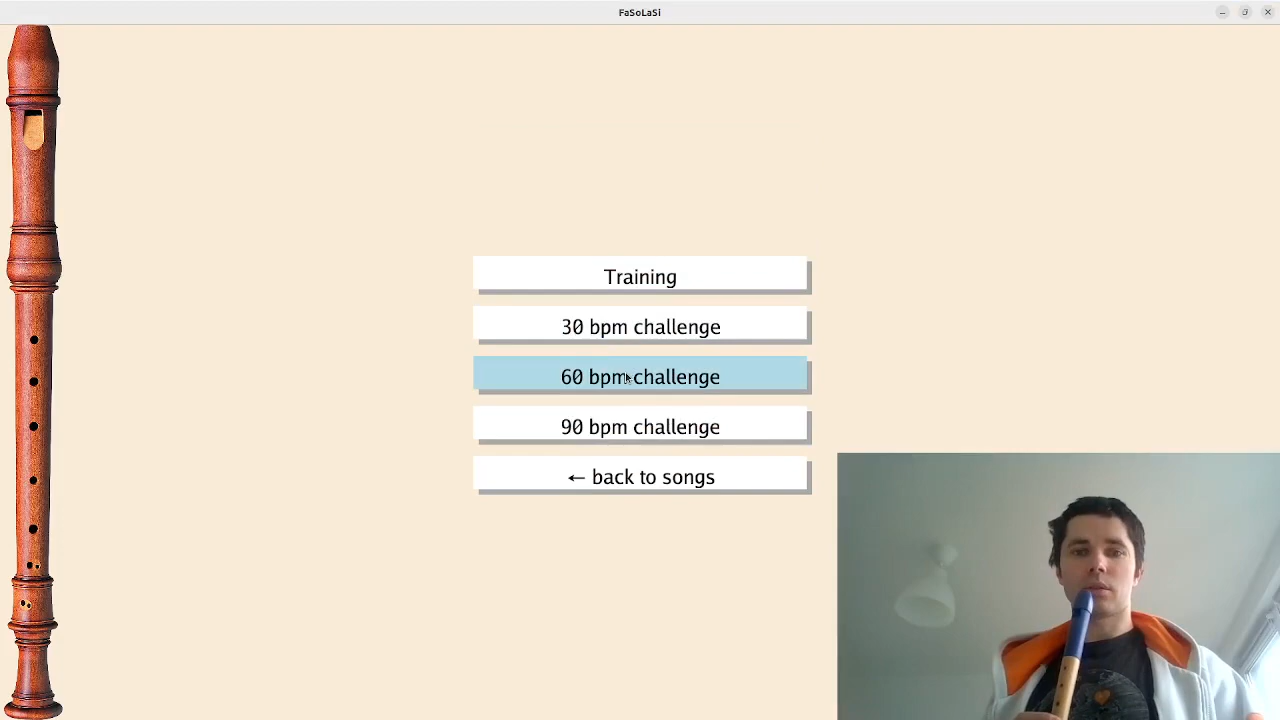 FaSoLaSi
Training
30 bpm challenge
60 bpm challenge
90 bpm challenge
← back to songs